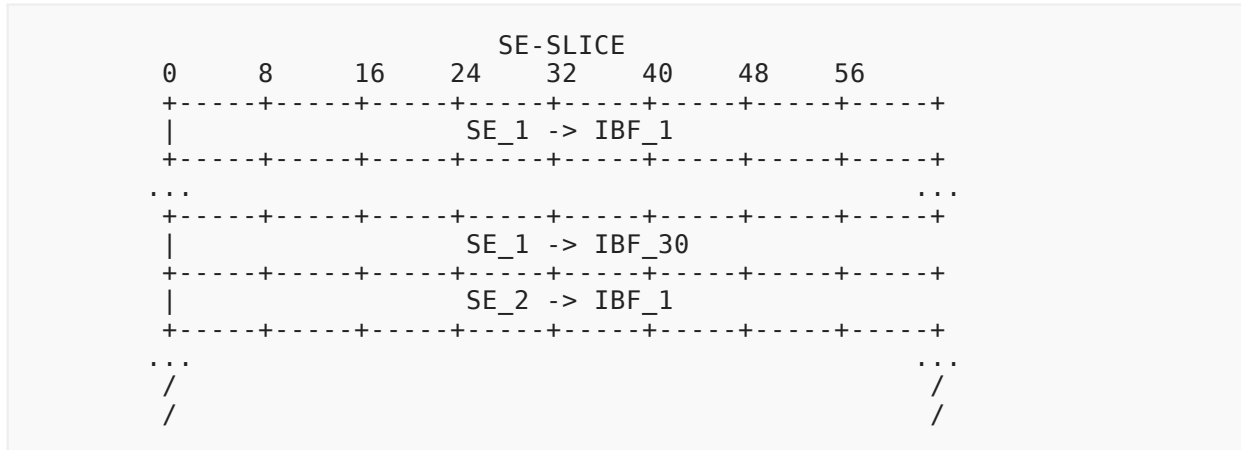 SE-SLICE
0     8     16    24    32    40    48    56
+-----+-----+-----+-----+-----+-----+-----+-----+
|                  SE_1 -> IBF_1
+-----+-----+-----+-----+-----+-----+-----+-----+
...                                             ...
+-----+-----+-----+-----+-----+-----+-----+-----+
|                  SE_1 -> IBF_30
+-----+-----+-----+-----+-----+-----+-----+-----+
|                  SE_2 -> IBF_1
+-----+-----+-----+-----+-----+-----+-----+-----+
...                                             ...
/                                               /
/                                               /